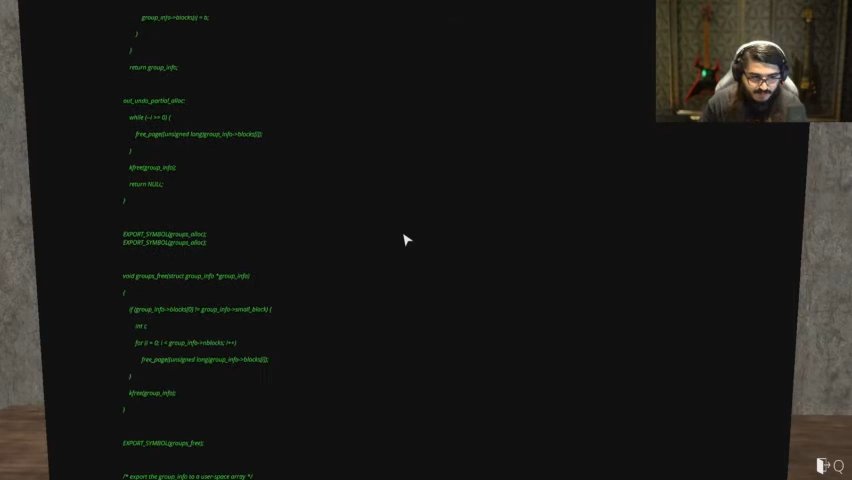 group_info->blocks[i] = b;
}
}
return group_info;
out_undo_partial_alloc:
while (--i >= 0) {
free_page((unsigned long)group_info->blocks[i]);
}
kfree(group_info);
return NULL;
}
EXPORT_SYMBOL(groups_alloc);
EXPORT_SYMBOL(groups_alloc);
void groups_free(struct group_info *group_info)
{
if (group_info->blocks[0] != group_info->small_block) {
int i;
for (i = 0; i < group_info->nblocks; i++)
free_page((unsigned long)group_info->blocks[i]);
}
kfree(group_info);
}
EXPORT_SYMBOL(groups_free);
/* export the group_info to a user-space array */
Q